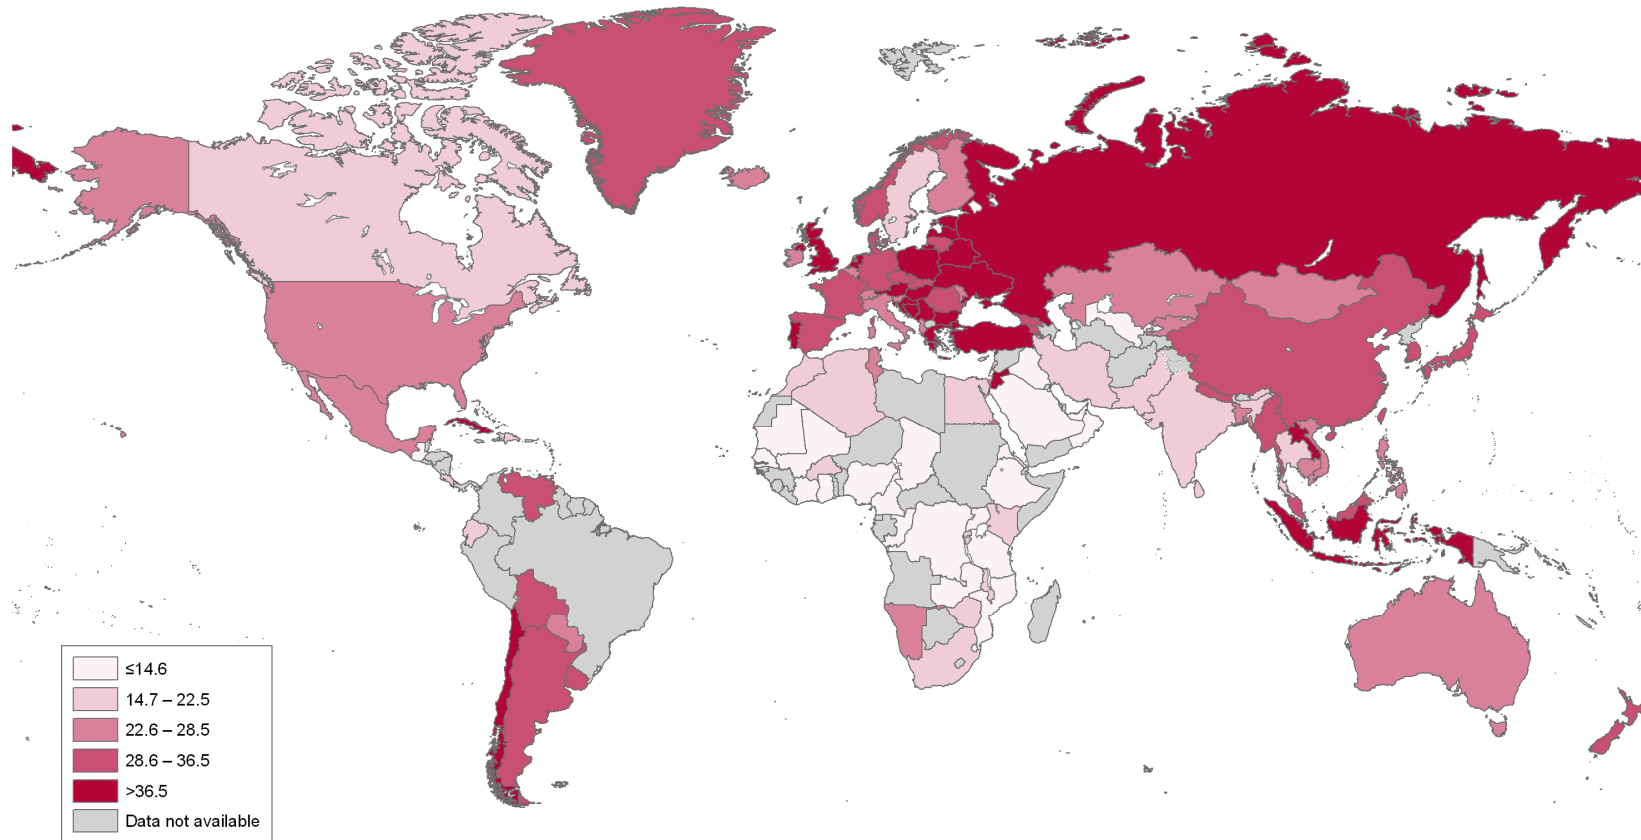 ≤14.6
14.7 – 22.5
22.6 – 28.5
28.6 – 36.5
>36.5
Data not available